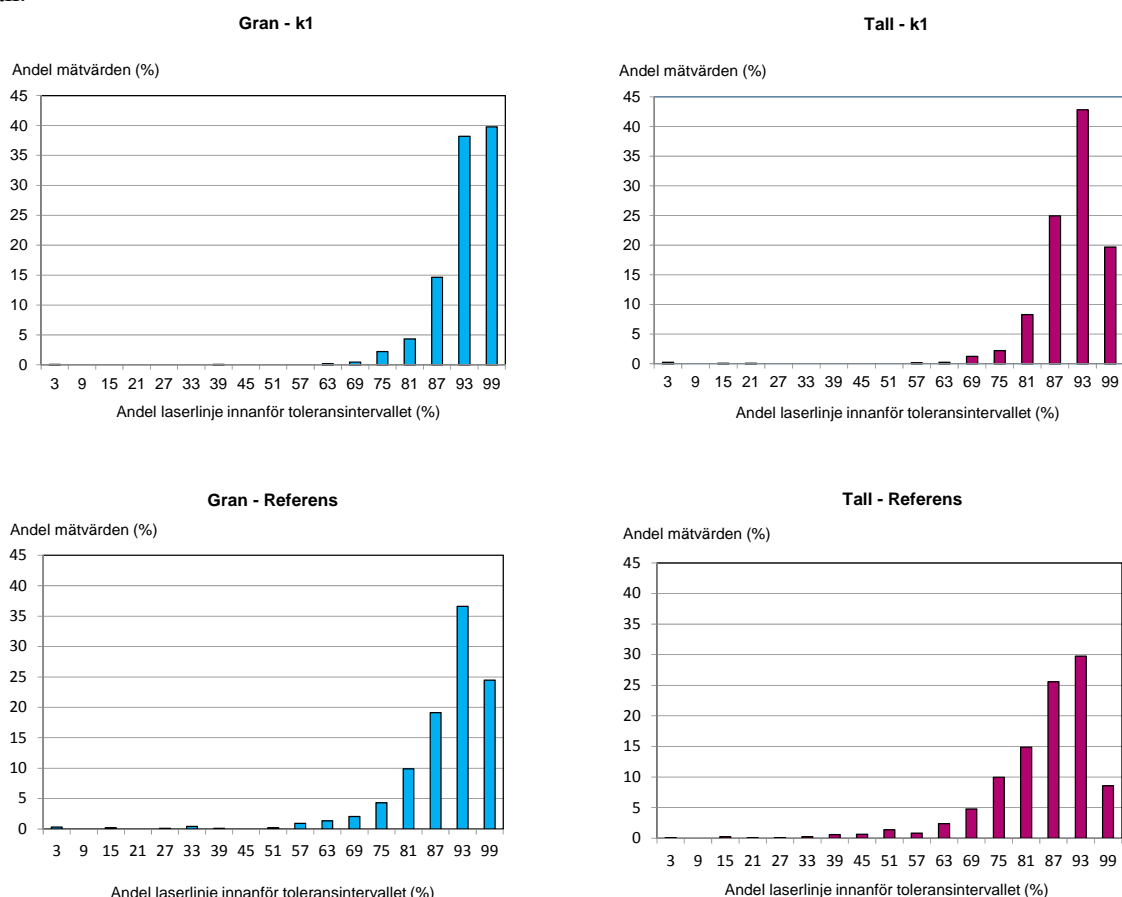 Gran - k1
Andel mätvärden (%)
45
40
35
30
25
20
15
10
5
0
3 9 15 21 27 33 39 45 51 57 63 69 75 81 87 93 99
Andel laserlinje innanför toleransintervallet (%)
Tall - k1
Andel mätvärden (%)
45
40
35
30
25
20
15
10
5
0
3 9 15 21 27 33 39 45 51 57 63 69 75 81 87 93 99
Andel laserlinje innanför toleransintervallet (%)
Gran - Referens
Andel mätvärden (%)
45
40
35
30
25
20
15
10
5
0
3 9 15 21 27 33 39 45 51 57 63 69 75 81 87 93 99
Andel laserlinje innanför toleransintervallet (%)
Tall - Referens
Andel mätvärden (%)
45
40
35
30
25
20
15
10
5
0
3 9 15 21 27 33 39 45 51 57 63 69 75 81 87 93 99
Andel laserlinje innanför toleransintervallet (%)